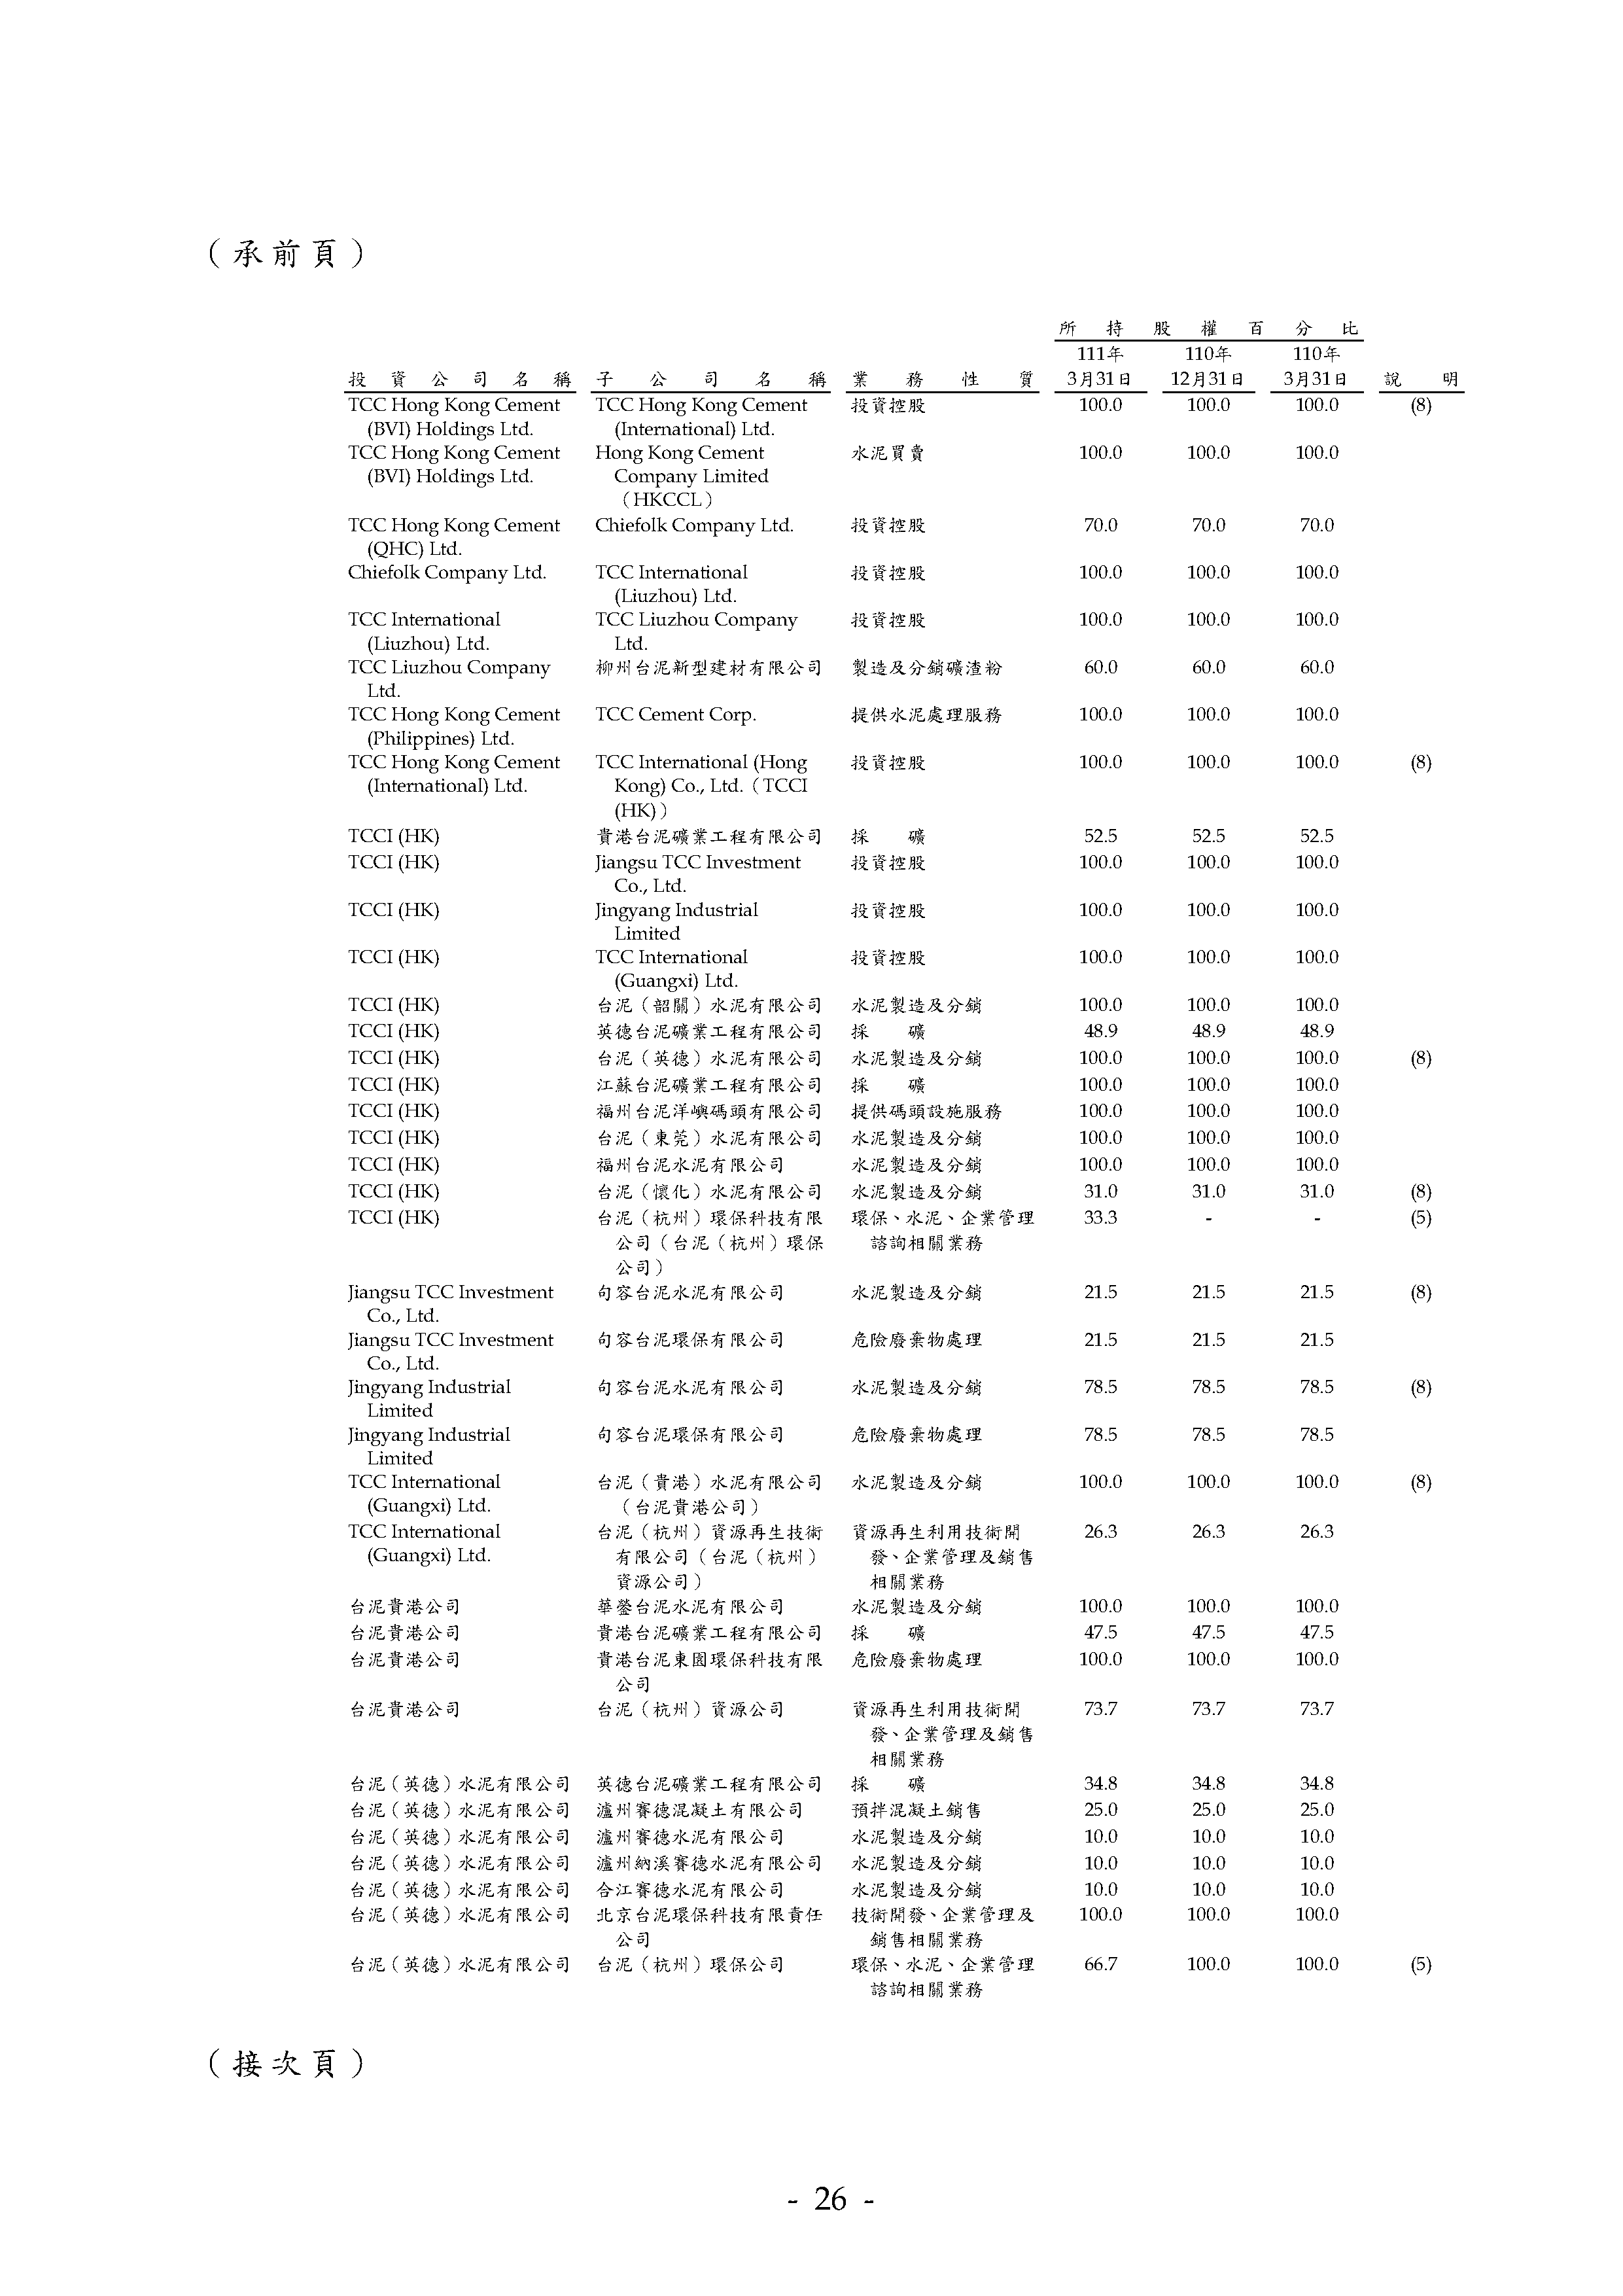 （承前頁）
所持股權百分比
111年 110年 110年
投資公司名稱 子公司名稱 業務性質 3月31日 12月31日 3月31日 說明
TCC Hong Kong Cement TCC Hong Kong Cement 投資控股 100.0 100.0 100.0 (8)
(BVI) Holdings Ltd. (International) Ltd.
TCC Hong Kong Cement Hong Kong Cement 水泥買賣 100.0 100.0 100.0
(BVI) Holdings Ltd. Company Limited
（HKCCL）
TCC Hong Kong Cement Chiefolk Company Ltd. 投資控股 70.0 70.0 70.0
(QHC) Ltd.
Chiefolk Company Ltd. TCC International 投資控股 100.0 100.0 100.0
(Liuzhou) Ltd.
TCC International TCC Liuzhou Company 投資控股 100.0 100.0 100.0
(Liuzhou) Ltd. Ltd.
TCC Liuzhou Company 柳州台泥新型建材有限公司 製造及分銷礦渣粉 60.0 60.0 60.0
Ltd.
TCC Hong Kong Cement TCC Cement Corp. 提供水泥處理服務 100.0 100.0 100.0
(Philippines) Ltd.
TCC Hong Kong Cement TCC International (Hong 投資控股 100.0 100.0 100.0 (8)
(International) Ltd. Kong) Co., Ltd.（TCCI
(HK)）
TCCI (HK) 貴港台泥礦業工程有限公司 採礦 52.5 52.5 52.5
TCCI (HK) Jiangsu TCC Investment 投資控股 100.0 100.0 100.0
Co., Ltd.
TCCI (HK) Jingyang Industrial 投資控股 100.0 100.0 100.0
Limited
TCCI (HK) TCC International 投資控股 100.0 100.0 100.0
(Guangxi) Ltd.
TCCI (HK) 台泥（韶關）水泥有限公司 水泥製造及分銷 100.0 100.0 100.0
TCCI (HK) 英德台泥礦業工程有限公司 採礦 48.9 48.9 48.9
TCCI (HK) 台泥（英德）水泥有限公司 水泥製造及分銷 100.0 100.0 100.0 (8)
TCCI (HK) 江蘇台泥礦業工程有限公司 採礦 100.0 100.0 100.0
TCCI (HK) 福州台泥洋嶼碼頭有限公司 提供碼頭設施服務 100.0 100.0 100.0
TCCI (HK) 台泥（東莞）水泥有限公司 水泥製造及分銷 100.0 100.0 100.0
TCCI (HK) 福州台泥水泥有限公司 水泥製造及分銷 100.0 100.0 100.0
TCCI (HK) 台泥（懷化）水泥有限公司 水泥製造及分銷 31.0 31.0 31.0 (8)
TCCI (HK) 台泥（杭州）環保科技有限 環保、水泥、企業管理 33.3 - - (5)
公司（台泥（杭州）環保 諮詢相關業務
公司）
Jiangsu TCC Investment 句容台泥水泥有限公司 水泥製造及分銷 21.5 21.5 21.5 (8)
Co., Ltd.
Jiangsu TCC Investment 句容台泥環保有限公司 危險廢棄物處理 21.5 21.5 21.5
Co., Ltd.
Jingyang Industrial 句容台泥水泥有限公司 水泥製造及分銷 78.5 78.5 78.5 (8)
Limited
Jingyang Industrial 句容台泥環保有限公司 危險廢棄物處理 78.5 78.5 78.5
Limited
TCC International 台泥（貴港）水泥有限公司 水泥製造及分銷 100.0 100.0 100.0 (8)
(Guangxi) Ltd. （台泥貴港公司）
TCC International 台泥（杭州）資源再生技術 資源再生利用技術開 26.3 26.3 26.3
(Guangxi) Ltd. 有限公司（台泥（杭州） 發、企業管理及銷售
資源公司） 相關業務
台泥貴港公司 華鎣台泥水泥有限公司 水泥製造及分銷 100.0 100.0 100.0
台泥貴港公司 貴港台泥礦業工程有限公司 採礦 47.5 47.5 47.5
台泥貴港公司 貴港台泥東園環保科技有限 危險廢棄物處理 100.0 100.0 100.0
公司
台泥貴港公司 台泥（杭州）資源公司 資源再生利用技術開 73.7 73.7 73.7
發、企業管理及銷售
相關業務
台泥（英德）水泥有限公司 英德台泥礦業工程有限公司 採礦 34.8 34.8 34.8
台泥（英德）水泥有限公司 瀘州賽德混凝土有限公司 預拌混凝土銷售 25.0 25.0 25.0
台泥（英德）水泥有限公司 瀘州賽德水泥有限公司 水泥製造及分銷 10.0 10.0 10.0
台泥（英德）水泥有限公司 瀘州納溪賽德水泥有限公司 水泥製造及分銷 10.0 10.0 10.0
台泥（英德）水泥有限公司 合江賽德水泥有限公司 水泥製造及分銷 10.0 10.0 10.0
台泥（英德）水泥有限公司 北京台泥環保科技有限責任 技術開發、企業管理及 100.0 100.0 100.0
公司 銷售相關業務
台泥（英德）水泥有限公司 台泥（杭州）環保公司 環保、水泥、企業管理 66.7 100.0 100.0 (5)
諮詢相關業務
（接次頁）
- 26 -